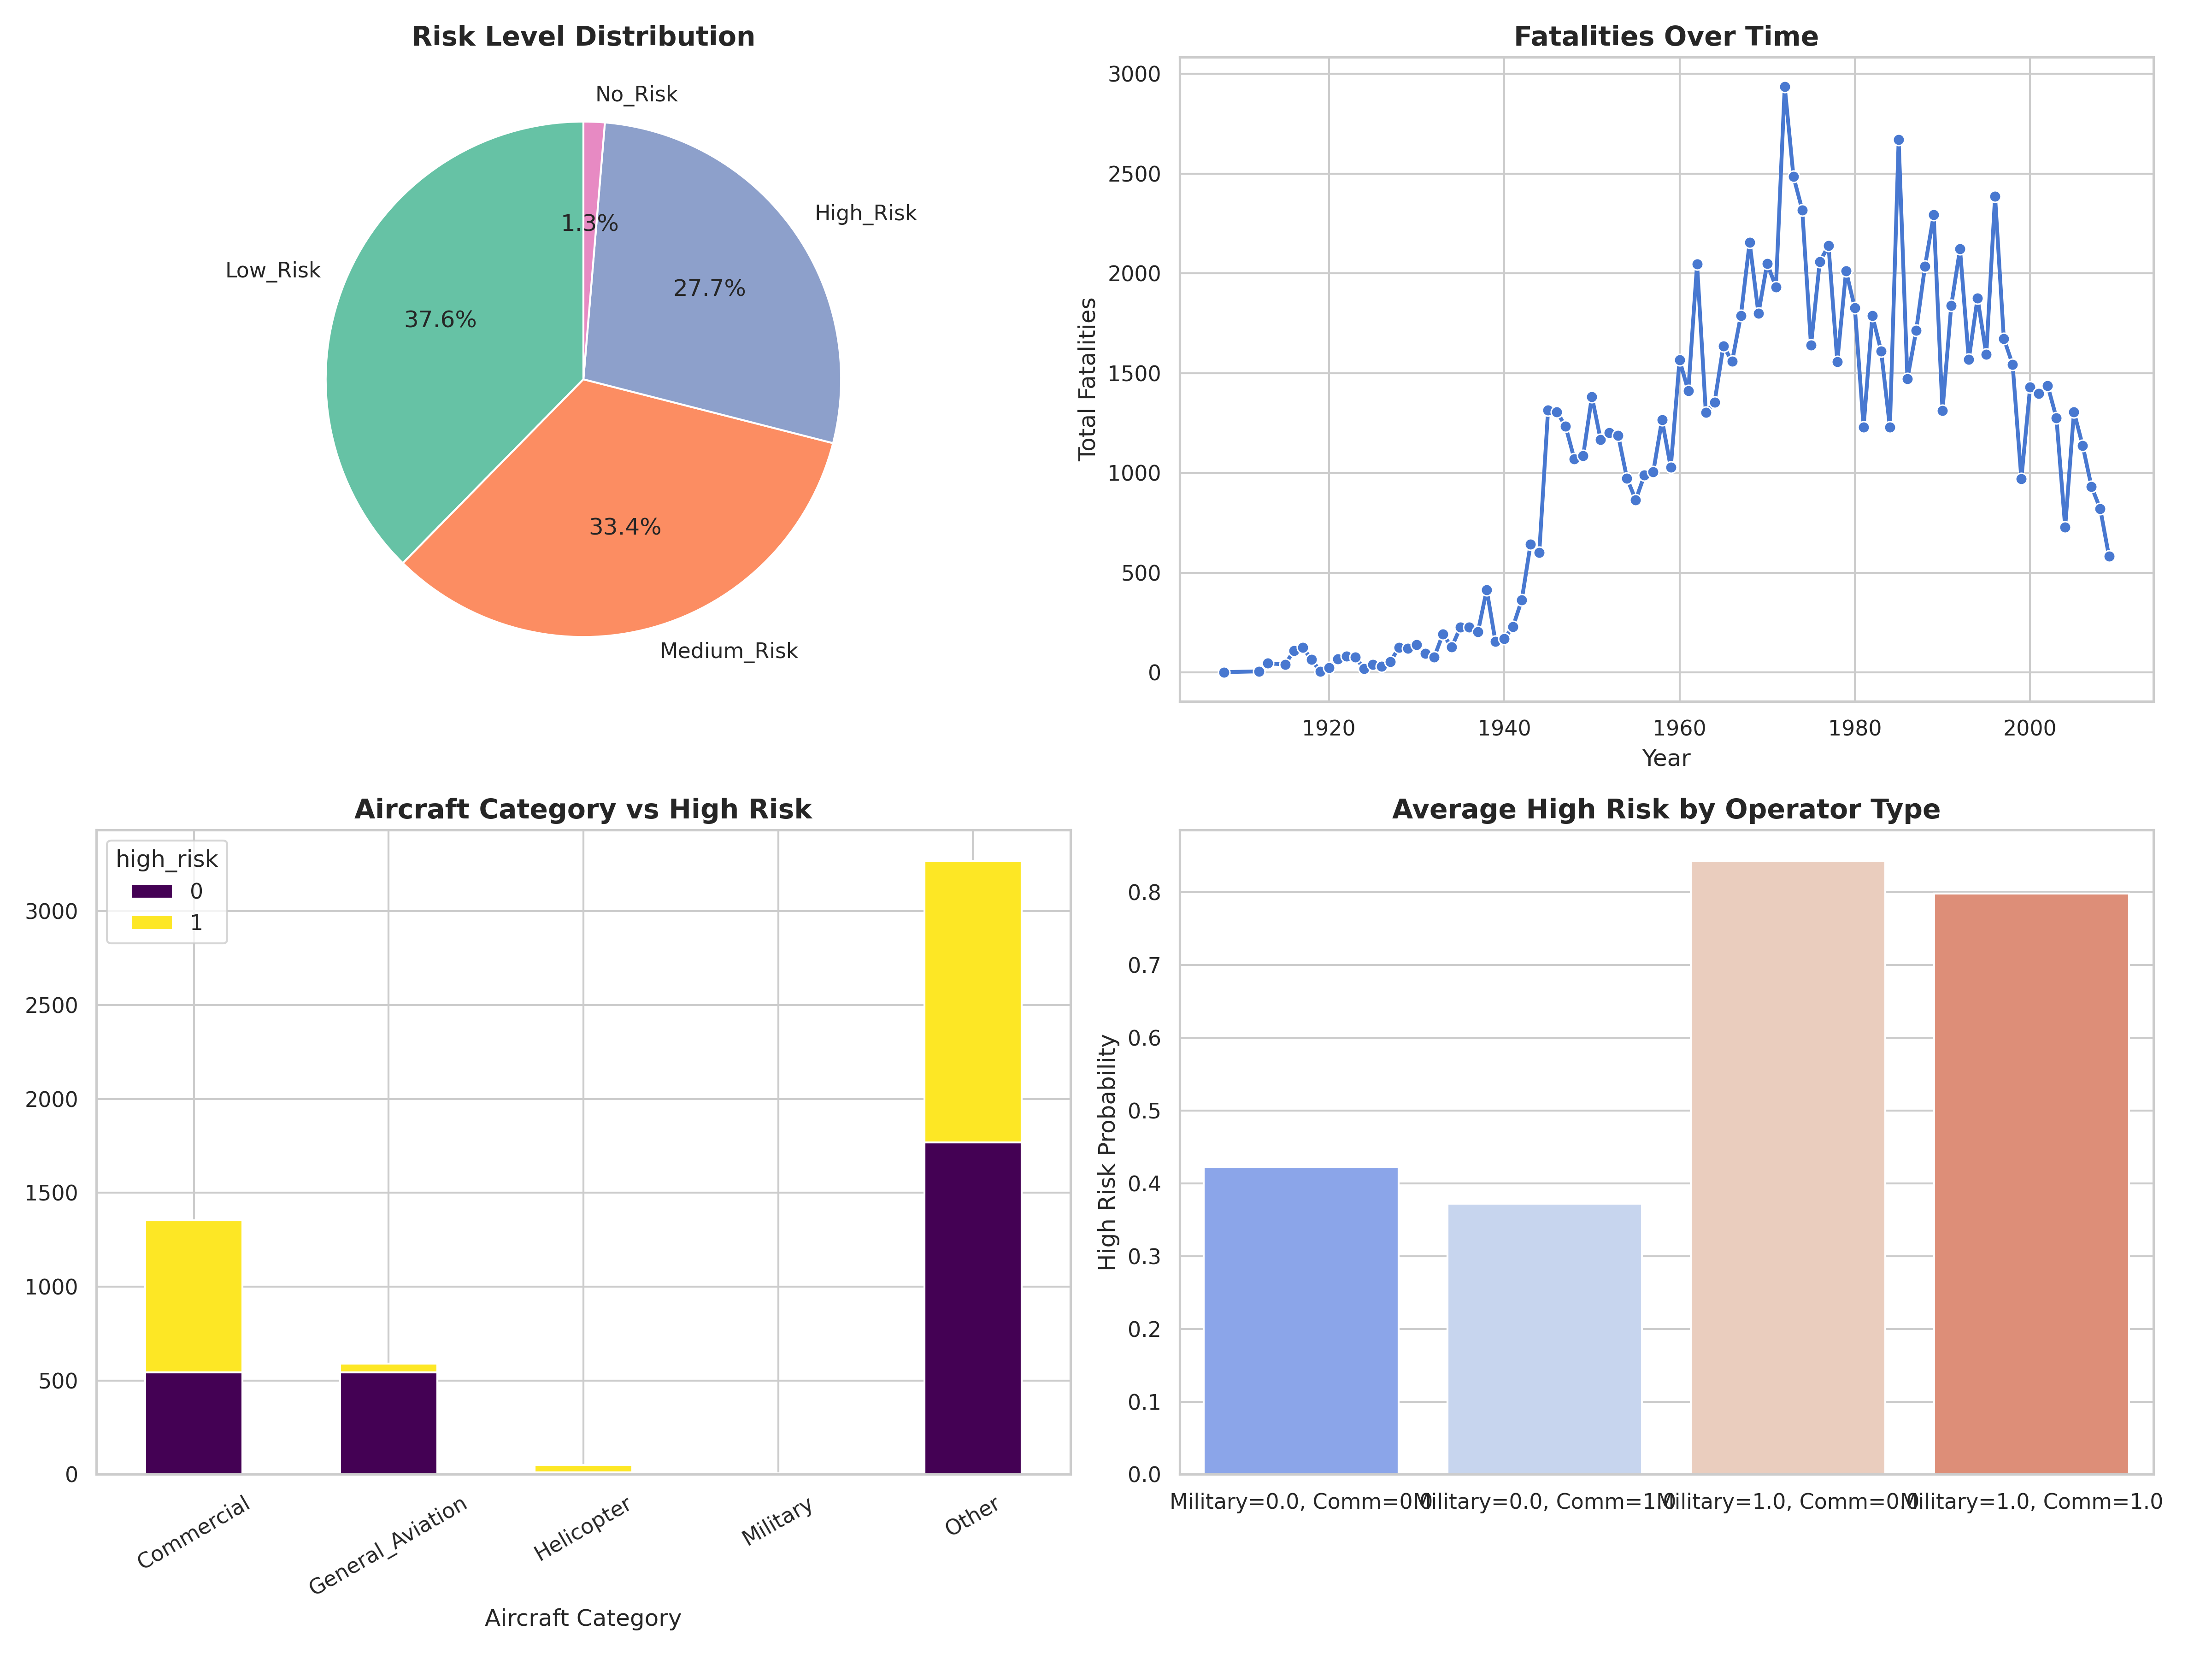 Risk Level Distribution
No_Risk
1.3%
High_Risk
27.7%
Low_Risk
37.6%
33.4%
Medium_Risk
Fatalities Over Time
Total Fatalities
3000
2500
2000
1500
1000
500
0
1920 1940 1960 1980 2000
Year
Aircraft Category vs High Risk
high_risk
0
1
3000
2500
2000
1500
1000
500
0
Commercial General_Aviation Helicopter Military Other
Aircraft Category
Average High Risk by Operator Type
High Risk Probability
0.8
0.7
0.6
0.5
0.4
0.3
0.2
0.1
0.0
Military=0.0, Comm=0.0 Military=0.0, Comm=1.0 Military=1.0, Comm=0.0 Military=1.0, Comm=1.0